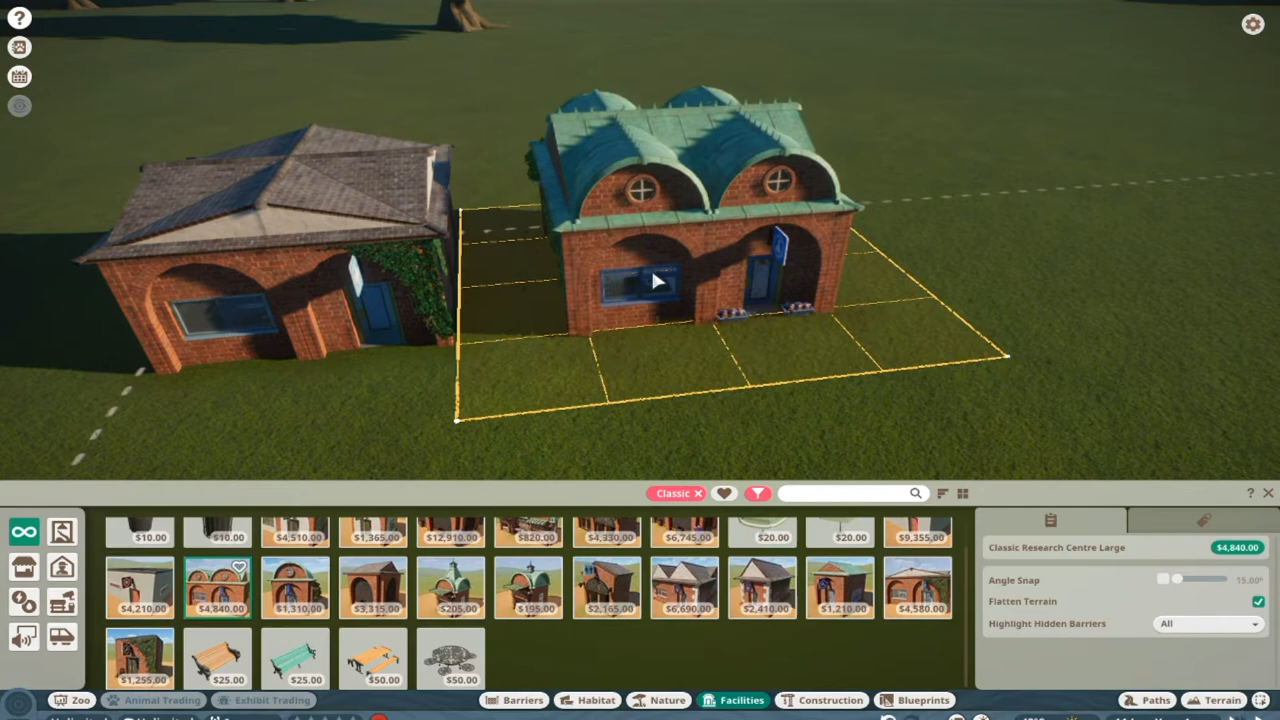 ?
Classic ×
? ×
$10.00 $10.00 $4,510.00 $1,365.00 $12,910.00 $820.00 $4,330.00 $6,745.00 $20.00 $20.00 $9,355.00
Classic Research Centre Large $4,840.00
$4,210.00 $4,840.00 $1,310.00 $3,315.00 $205.00 $195.00 $2,165.00 $6,690.00 $2,410.00 $1,210.00 $4,580.00
Angle Snap 15.00°
Flatten Terrain
Highlight Hidden Barriers All
$1,255.00 $25.00 $25.00 $50.00 $50.00
Zoo Animal Trading Exhibit Trading Barriers Habitat Nature Facilities Construction Blueprints Paths Terrain